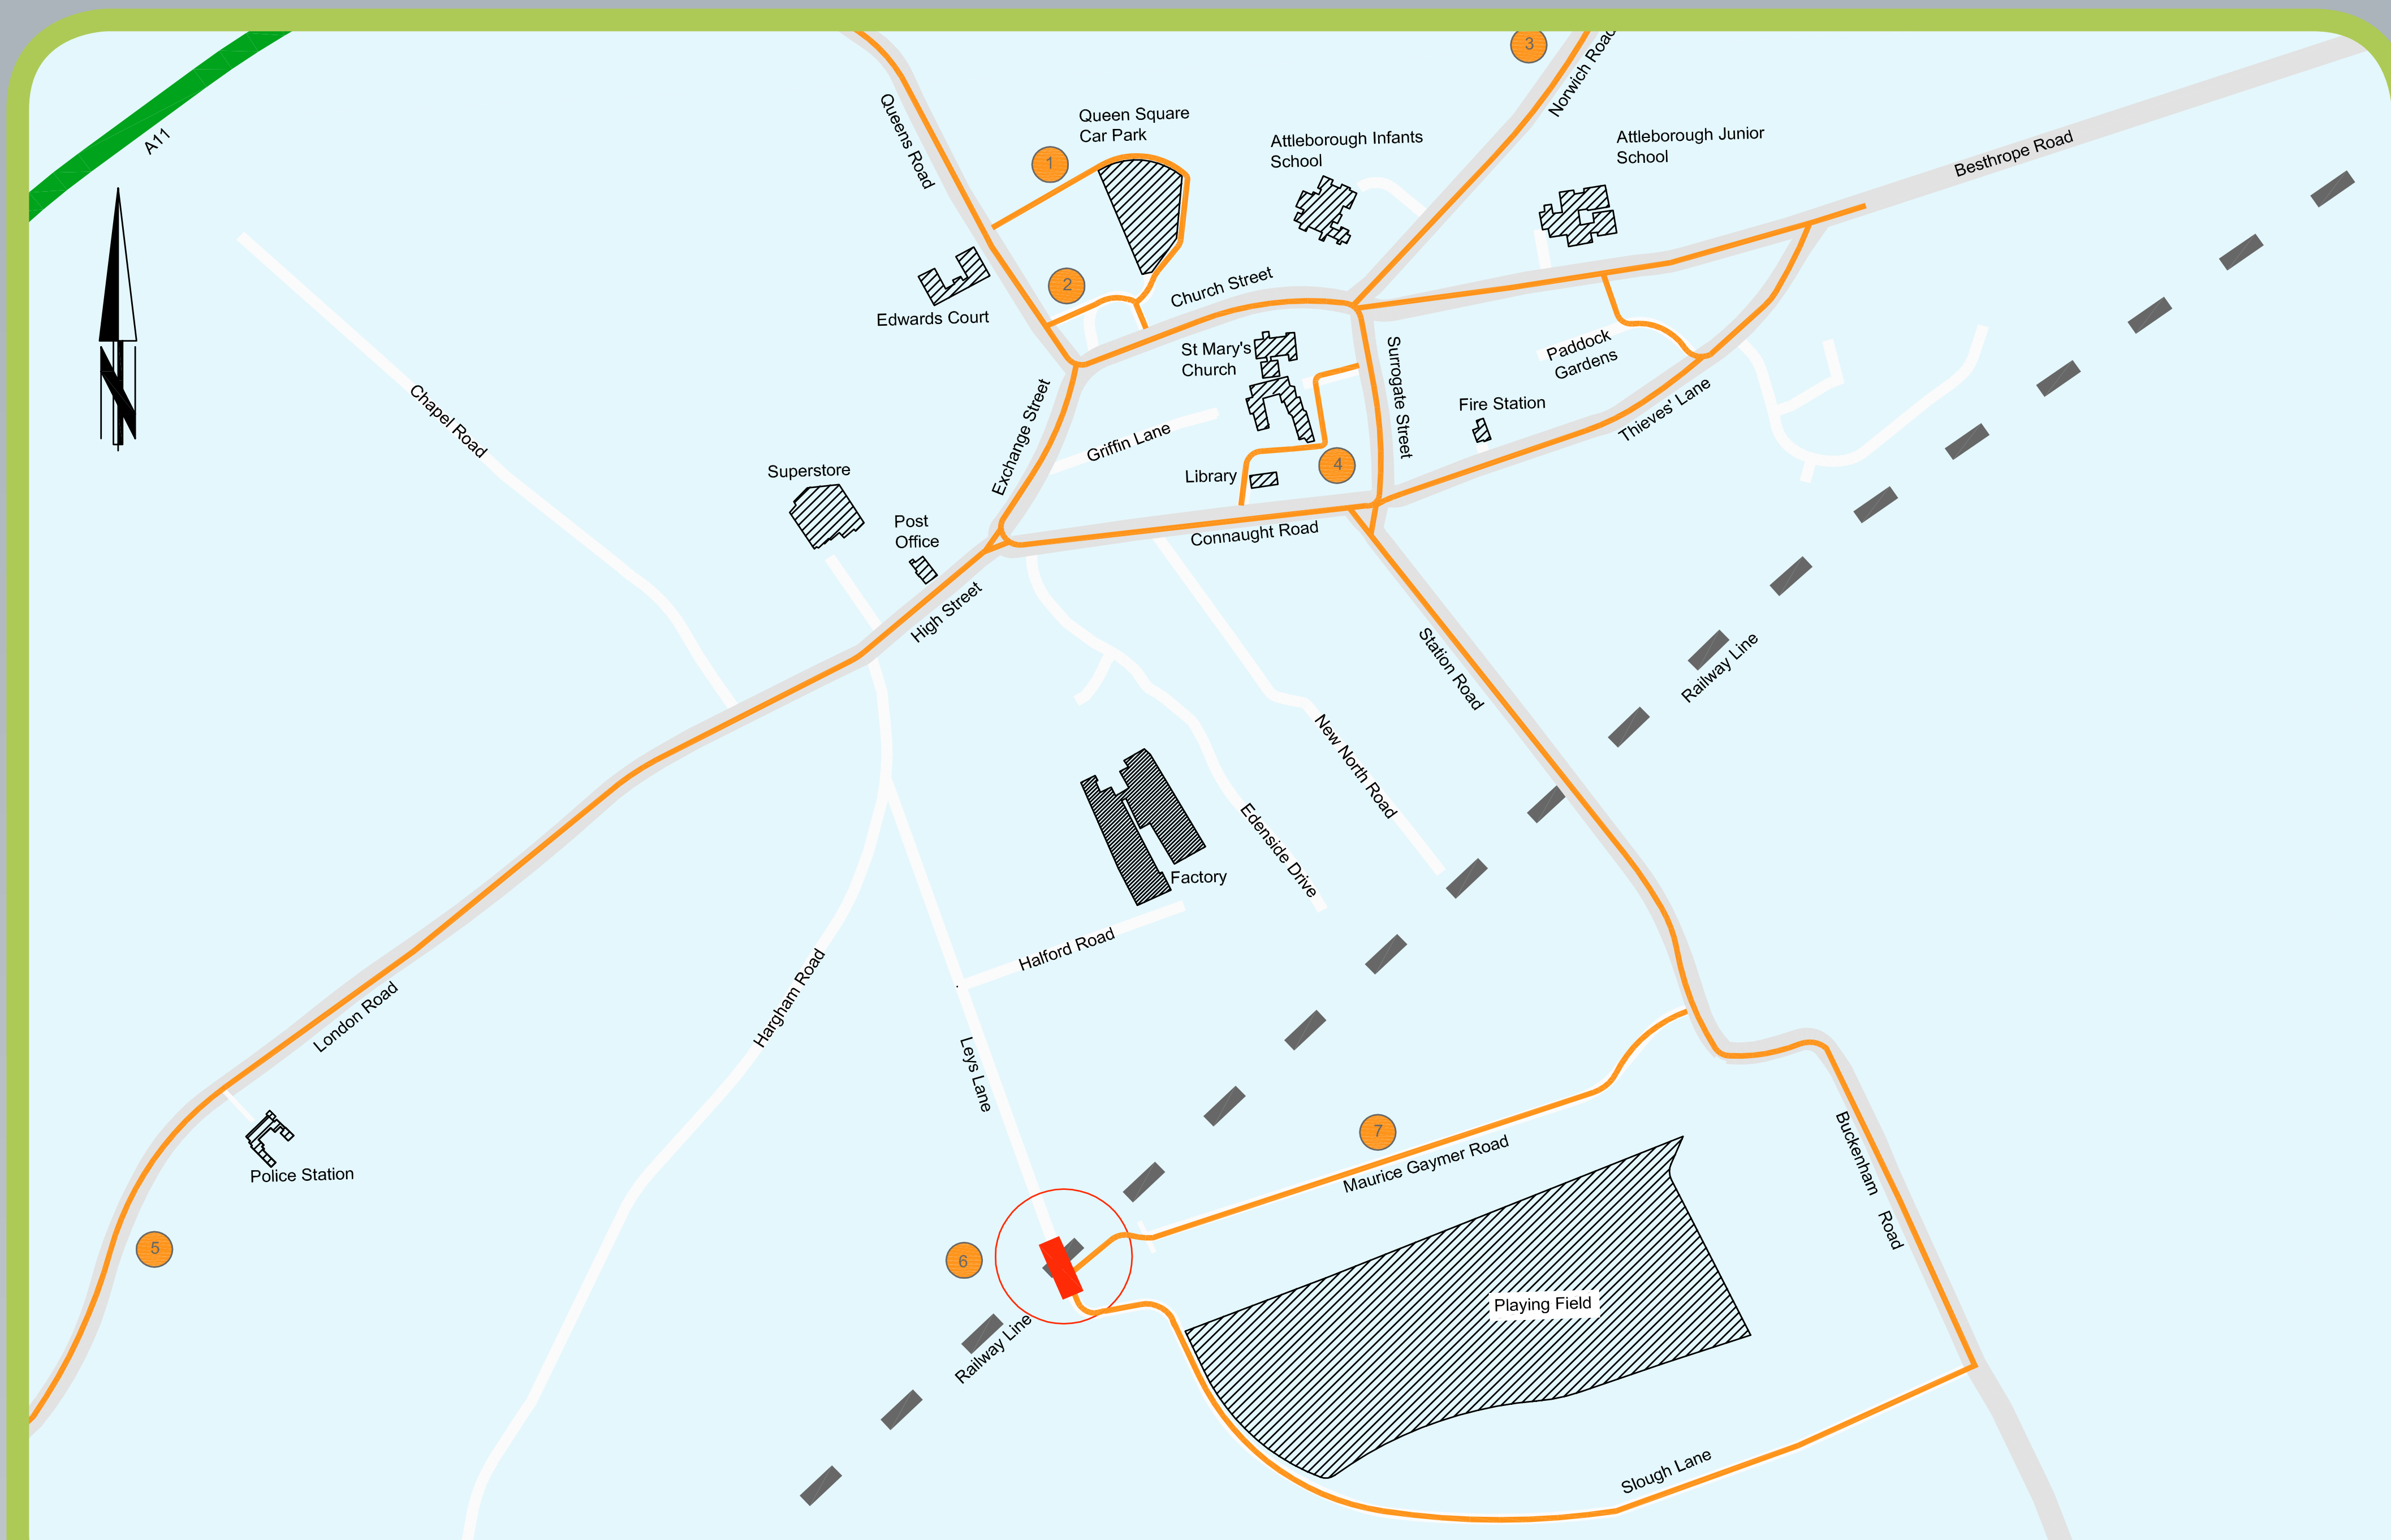 3
Norwich Road
A11
Queens Road
Queen Square
Car Park
1
Attleborough Infants
School
Attleborough Junior
School
Besthrope Road
2
Edwards Court
Church Street
St Mary's
Church
Surrogate Street
Paddock
Gardens
Chapel Road
Exchange Street
Griffin Lane
Fire Station
Thieves' Lane
Superstore
Library
4
Post
Office
Connaught Road
High Street
Station Road
Railway Line
New North Road
Edenside Drive
Factory
Halford Road
Hargham Road
London Road
Leys Lane
Police Station
7
Maurice Gaymer Road
Buckenham Road
5
6
Railway Line
Playing Field
Slough Lane
N